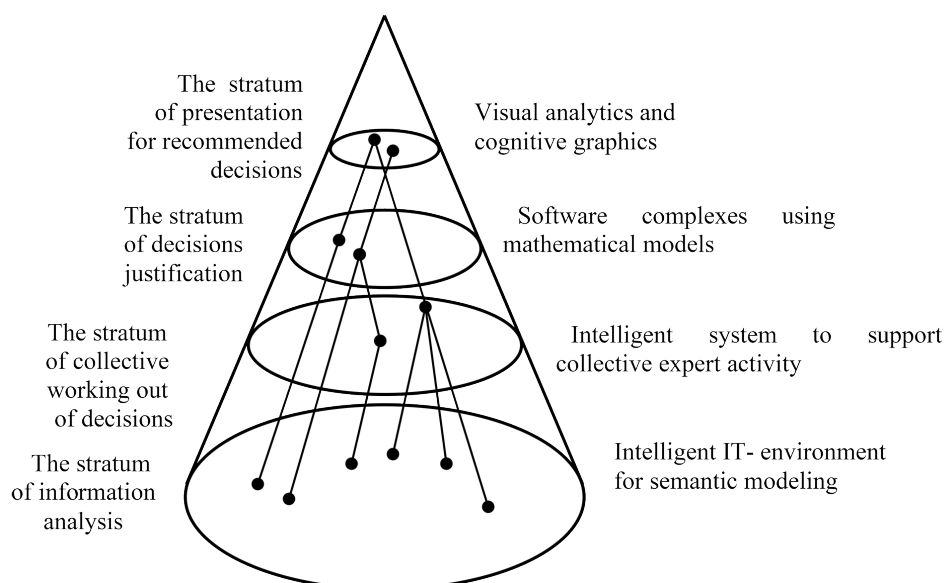 The stratum
of presentation
for recommended
decisions
Visual analytics and
cognitive graphics
The stratum
of decisions
justification
Software complexes using
mathematical models
The stratum
of collective
working out
of decisions
Intelligent system to support
collective expert activity
The stratum
of information
analysis
Intelligent IT- environment
for semantic modeling